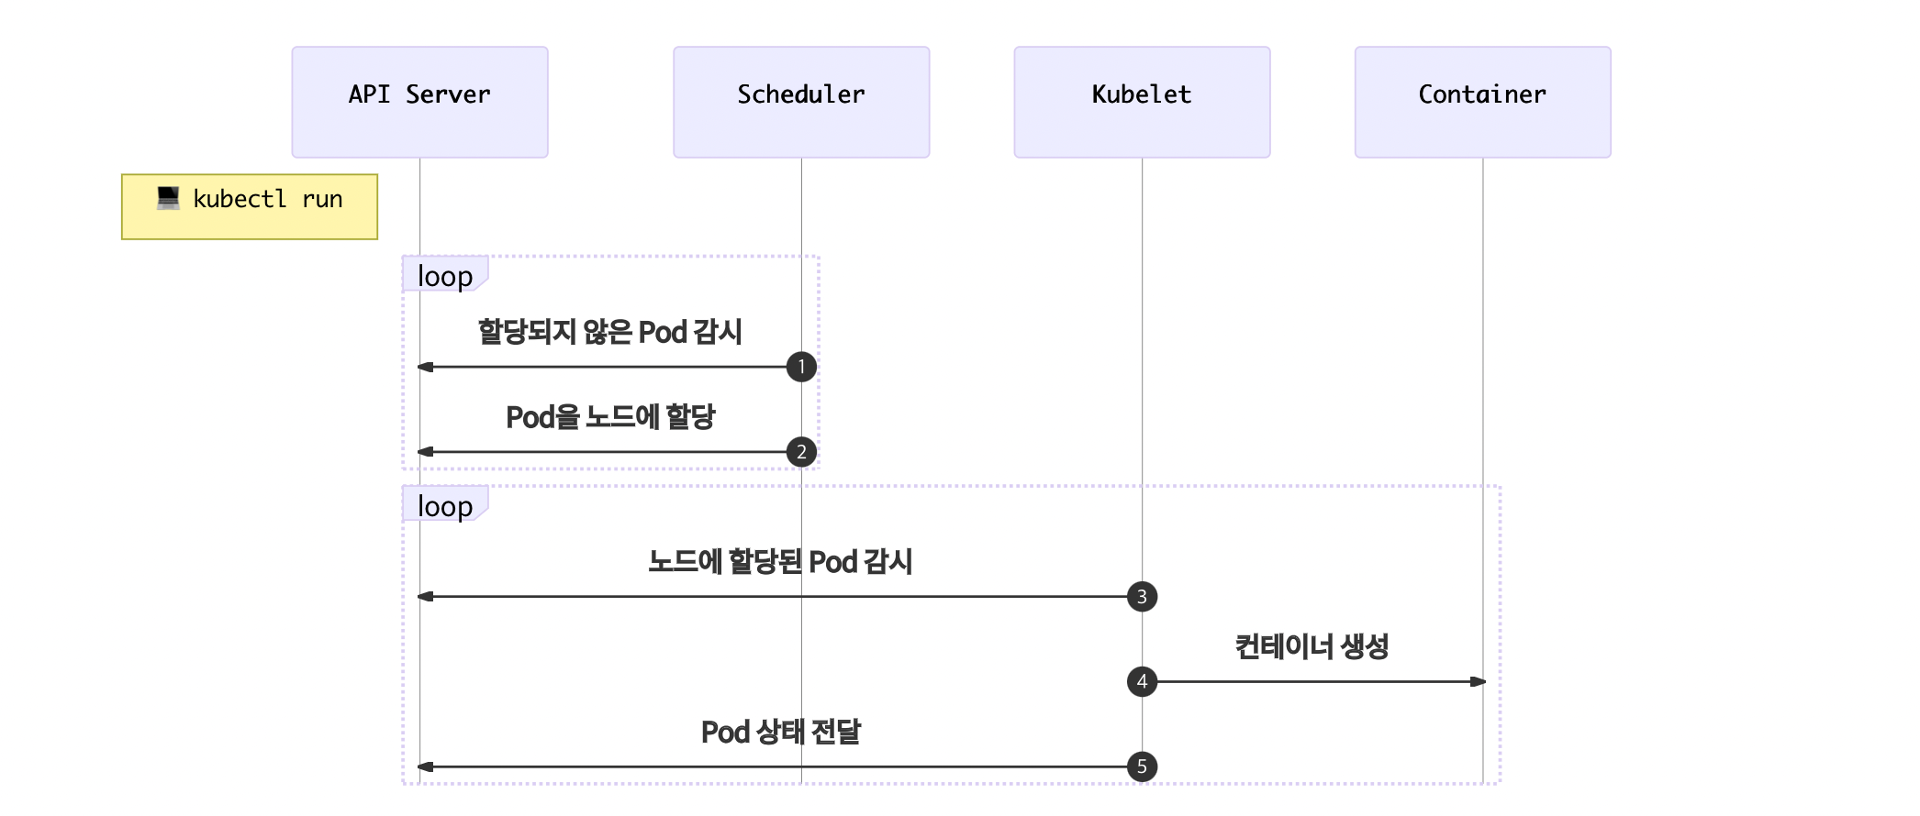 API Server
Scheduler
Kubelet
Container
💻 kubectl run
loop
할당되지 않은 Pod 감시
1
Pod을 노드에 할당
2
loop
노드에 할당된 Pod 감시
3
컨테이너 생성
4
Pod 상태 전달
5